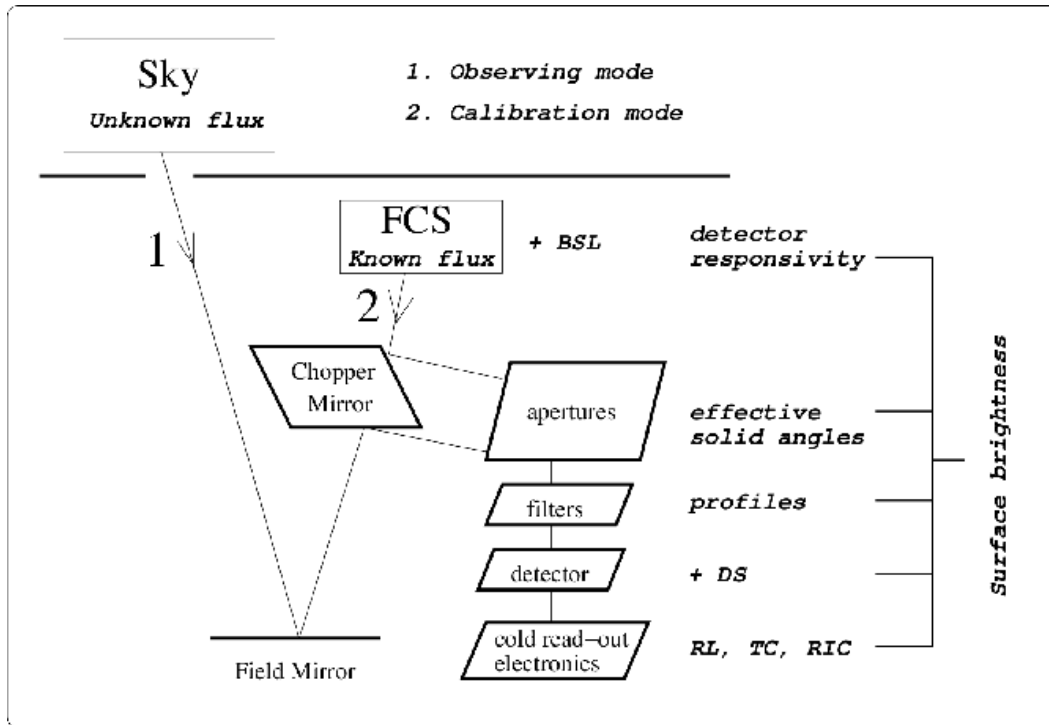 Sky
Unknown flux
1. Observing mode
2. Calibration mode
1
FCS
Known flux
+ BSL
detector
responsivity
2
Chopper
Mirror
apertures
effective
solid angles
filters
profiles
detector
+ DS
cold read-out
electronics
RL, TC, RIC
Field Mirror
Surface brightness